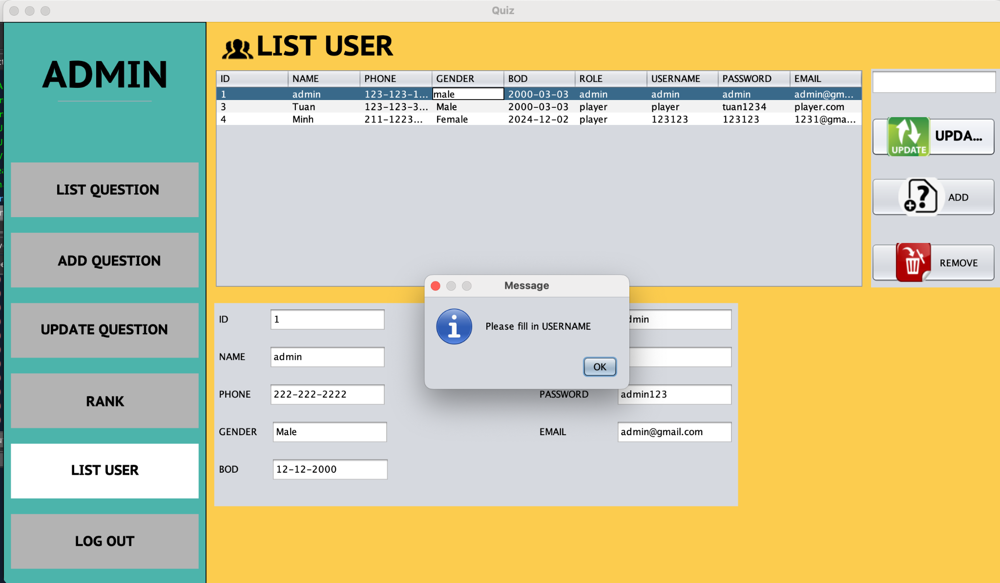 Quiz
ADMIN
LIST QUESTION
ADD QUESTION
UPDATE QUESTION
RANK
LIST USER
LOG OUT
LIST USER
ID NAME PHONE GENDER BOD ROLE USERNAME PASSWORD EMAIL
1 admin 123-123-1... male 2000-03-03 admin admin admin admin@gm...
3 Tuan 123-123-3... Male 2000-03-03 player player tuan1234 player.com
4 Minh 211-1223... Female 2024-12-02 player 123123 123123 1231@gma...
UPDATE UPDA...
ADD
REMOVE
Message
Please fill in USERNAME
OK
ID 1
NAME admin
PHONE 222-222-2222
GENDER Male
BOD 12-12-2000
dmin
PASSWORD admin123
EMAIL admin@gmail.com